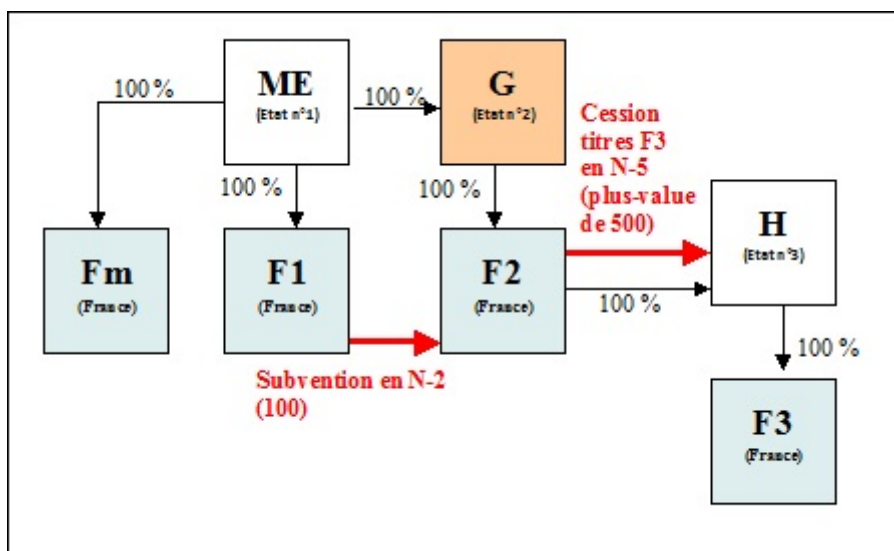 ME
(Etat n°1)
G
(Etat n°2)
100 %
100 %
Cession
titres F3
en N-5
(plus-value
de 500)
100 %
100 %
H
(Etat n°3)
Fm
(France)
F1
(France)
F2
(France)
100 %
Subvention en N-2
(100)
100 %
F3
(France)